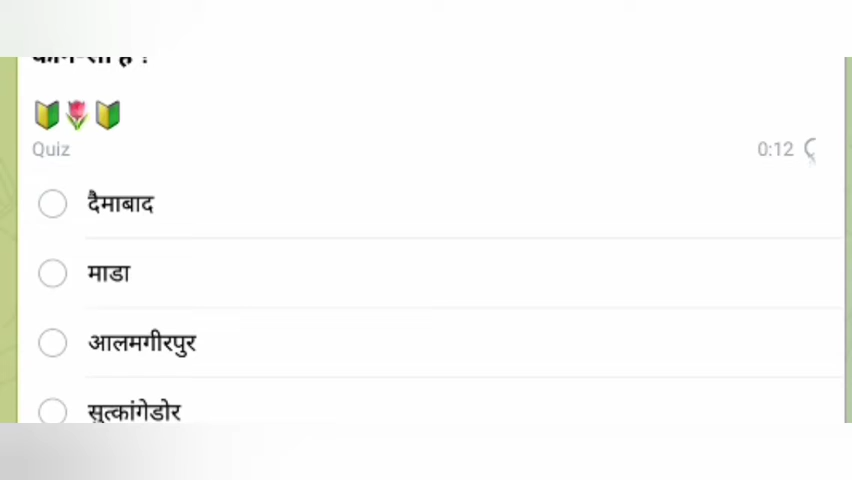 कौन-सा है ?
Quiz
0:12
दैमाबाद
माडा
आलमगीरपुर
सुत्कांगेडोर